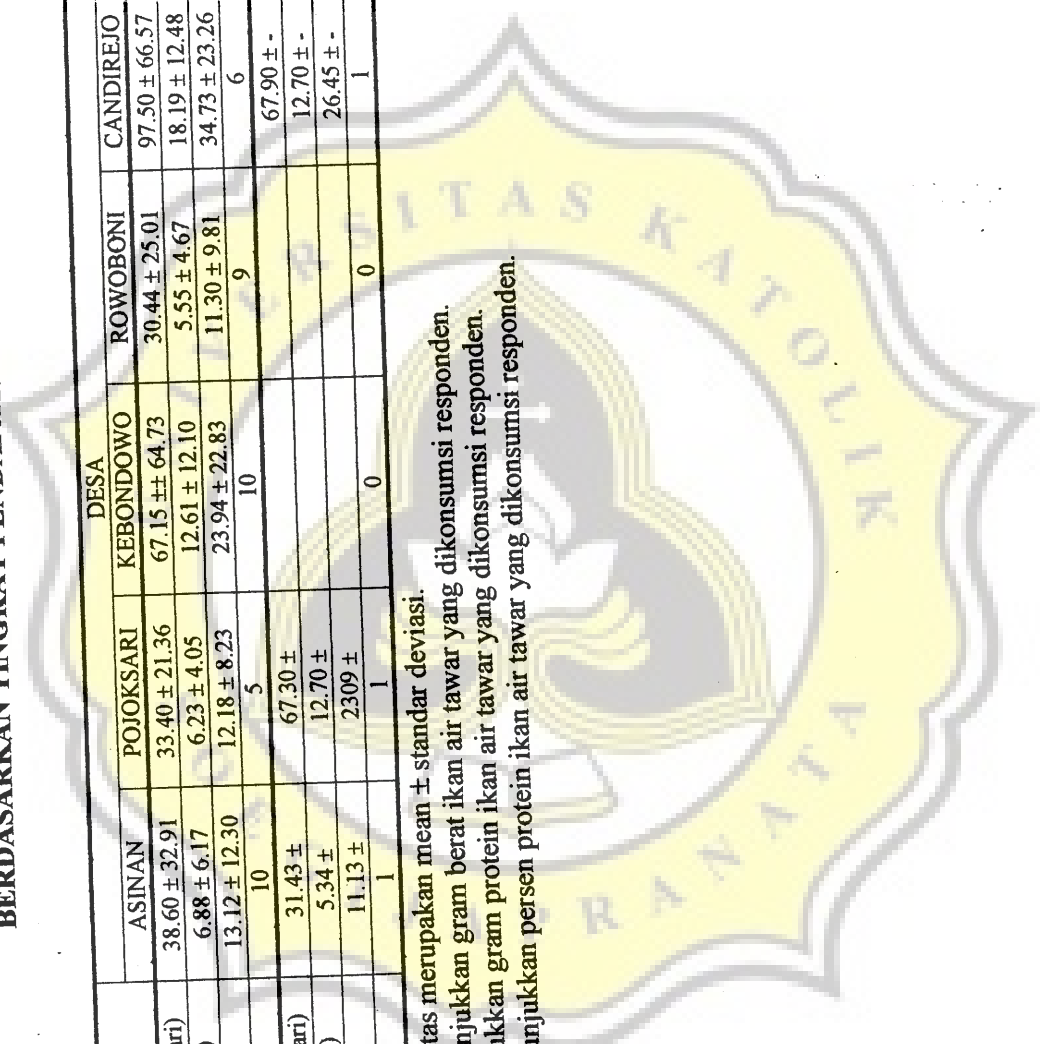 BERDASARKAN TINGKAT
DESA
ASINAN POJOKSARI KEBONDOWO ROWOBONI CANDIREJO
ari) 38.60 ± 32.91 33.40 ± 21.36 67.15 ±± 64.73 30.44 ± 25.01 97.50 ± 66.57
) 6.88 ± 6.17 6.23 ± 4.05 12.61 ± 12.10 5.55 ± 4.67 18.19 ± 12.48
13.12 ± 12.30 12.18 ± 8.23 23.94 ± 22.83 11.30 ± 9.81 34.73 ± 23.26
10 5 10 9 6
ari) 31.43 ± 67.30 ± 67.90 ± -
) 5.34 ± 12.70 ± 12.70 ± -
11.13 ± 2309 ± 26.45 ± -
1 1 0 0 1
tas merupakan mean ± standar deviasi.
njukkan gram berat ikan air tawar yang dikonsumsi responden.
ukkan gram protein ikan air tawar yang dikonsumsi responden.
unjukkan persen protein ikan air tawar yang dikonsumsi responden.
ERSITAS KATOLIK
PRANATA